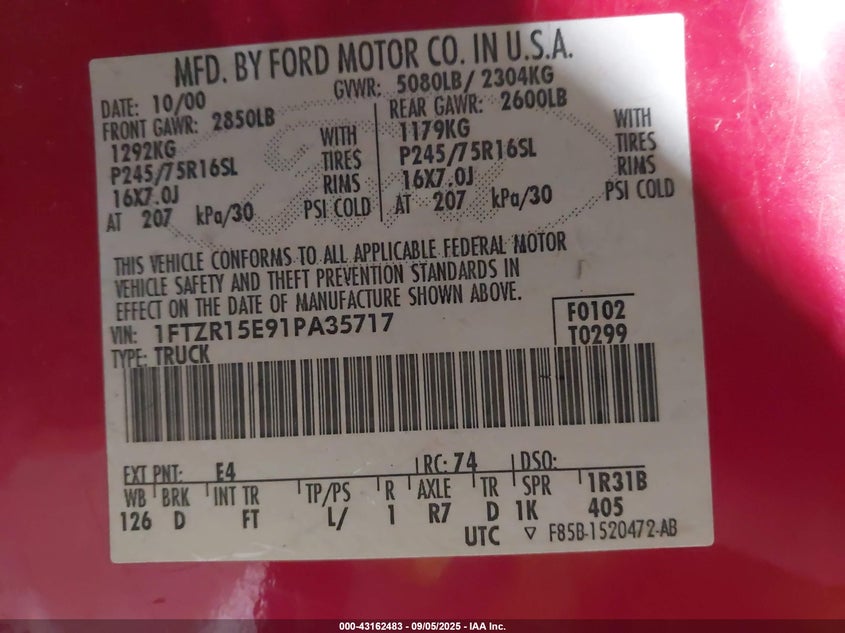 MFD. BY FORD MOTOR CO. IN U.S.A.
DATE: 10/00 GVWR: 5080LB/ 2304KG
FRONT GAWR: 2850LB REAR GAWR: 2600LB
1292KG WITH 1179KG WITH
P245/75R16SL TIRES P245/75R16SL TIRES
16X7.0J RIMS 16X7.0J RIMS
AT 207 kPa/30 PSI COLD AT 207 kPa/30 PSI COLD
THIS VEHICLE CONFORMS TO ALL APPLICABLE FEDERAL MOTOR
VEHICLE SAFETY AND THEFT PREVENTION STANDARDS IN
EFFECT ON THE DATE OF MANUFACTURE SHOWN ABOVE.
VIN: 1FTZR15E91PA35717 F0102
TYPE: TRUCK T0299
EXT PNT: E4 RC: 74 DSO:
WB BRK INT TR TP/PS R AXLE TR SPR 1R31B
126 D FT L/ 1 R7 D 1K 405
UTC ▽ F85B-1520472-AB
000-43162483 - 09/05/2025 - IAA Inc.